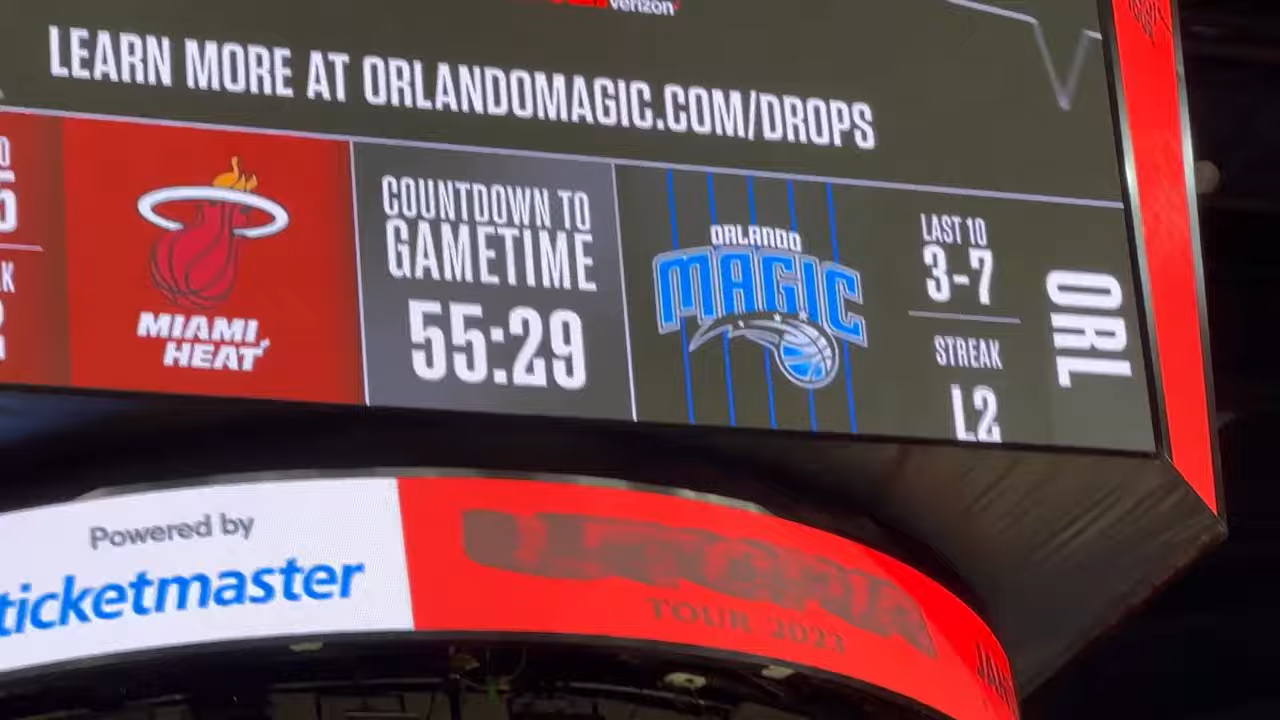 verizon
LEARN MORE AT ORLANDOMAGIC.COM/DROPS
MIAMI
HEAT
COUNTDOWN TO
GAMETIME
55:29
ORLANDO
MAGIC
LAST 10
3-7
STREAK
L2
ORL
Powered by
ticketmaster
TOUR 2023